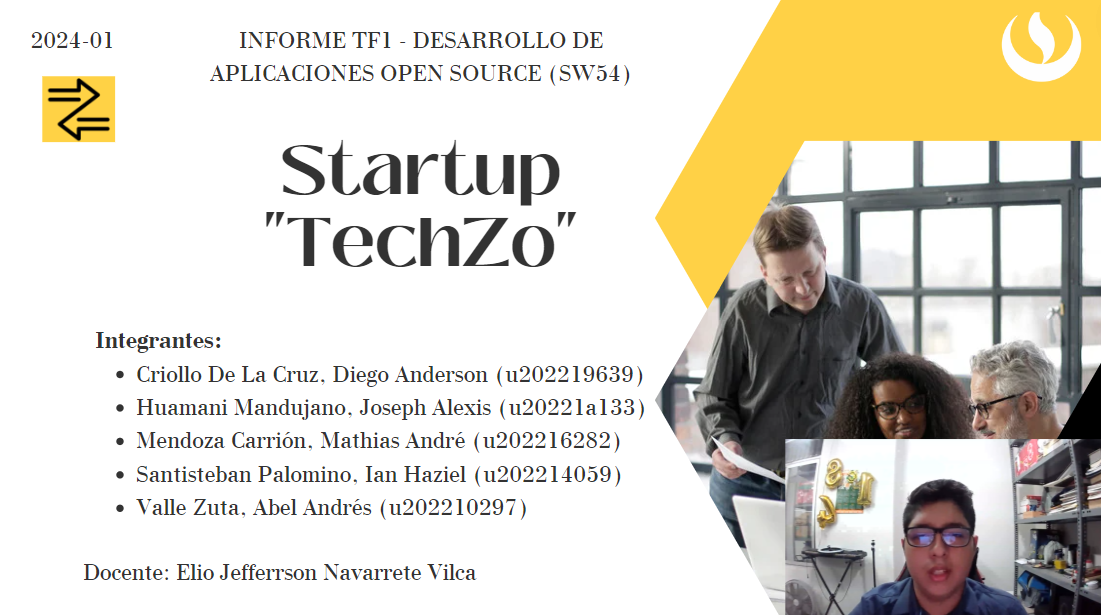 2024-01
INFORME TF1 - DESARROLLO DE
APLICACIONES OPEN SOURCE (SW54)
Startup
"TechZo"
Integrantes:
• Criollo De La Cruz, Diego Anderson (u202219639)
• Huamani Mandujano, Joseph Alexis (u20221a133)
• Mendoza Carrión, Mathias André (u202216282)
• Santisteban Palomino, Ian Haziel (u202214059)
• Valle Zuta, Abel Andrés (u202210297)
Docente: Elio Jefferrson Navarrete Vilca